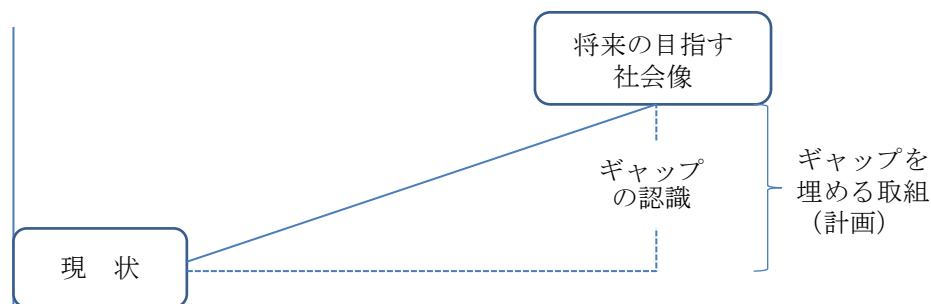 将来の目指す
社会像
ギャップ
の認識
ギャップを
埋める取組
（計画）
現　状